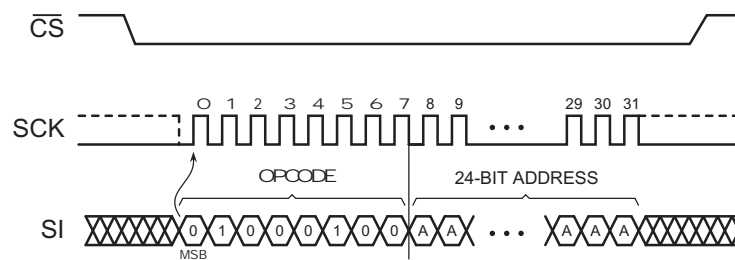 CS
SCK
0 1 2 3 4 5 6 7 8 9 29 30 31
OPCODE
24-BIT ADDRESS
SI
0 1 0 0 0 1 0 0 A A A A A
MSB